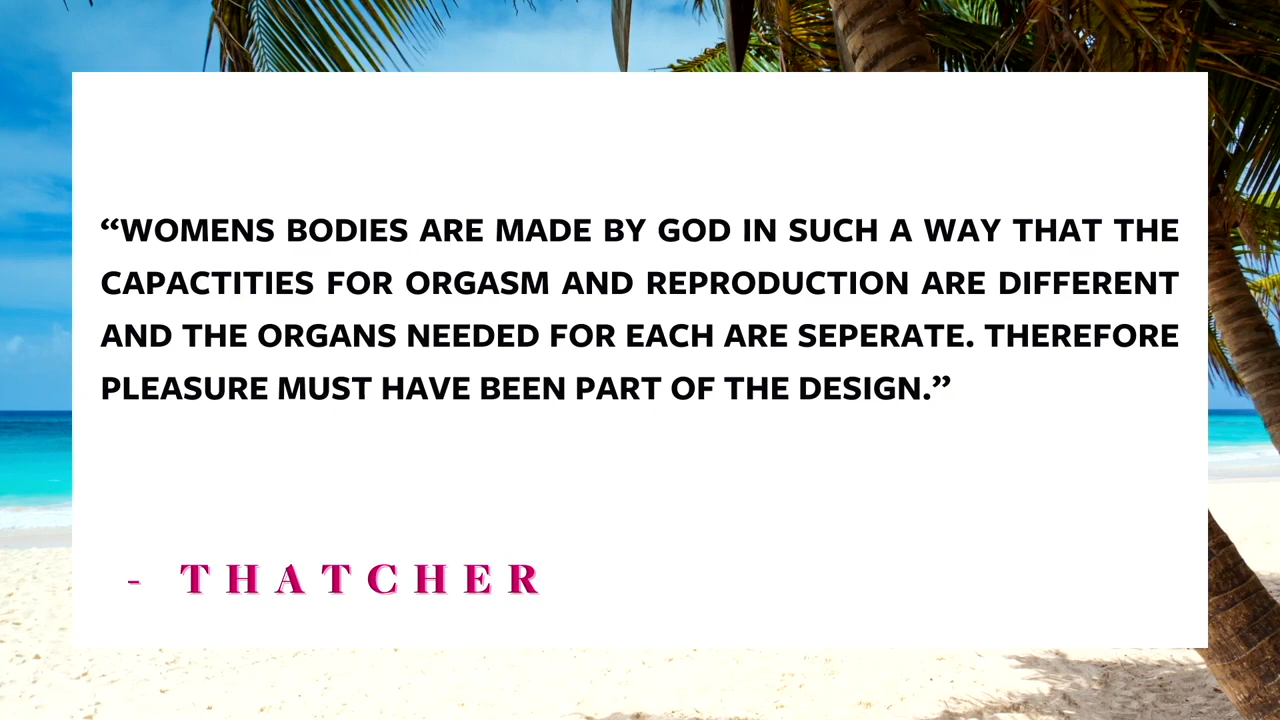 “WOMENS BODIES ARE MADE BY GOD IN SUCH A WAY THAT THE
CAPACTITIES FOR ORGASM AND REPRODUCTION ARE DIFFERENT
AND THE ORGANS NEEDED FOR EACH ARE SEPERATE. THEREFORE
PLEASURE MUST HAVE BEEN PART OF THE DESIGN.”
- THATCHER